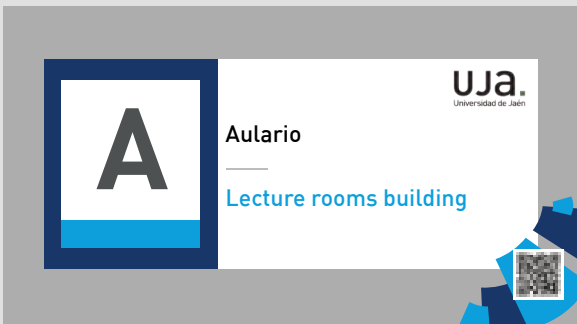 A
uja.
Universidad de Jaén
Aulario
Lecture rooms building